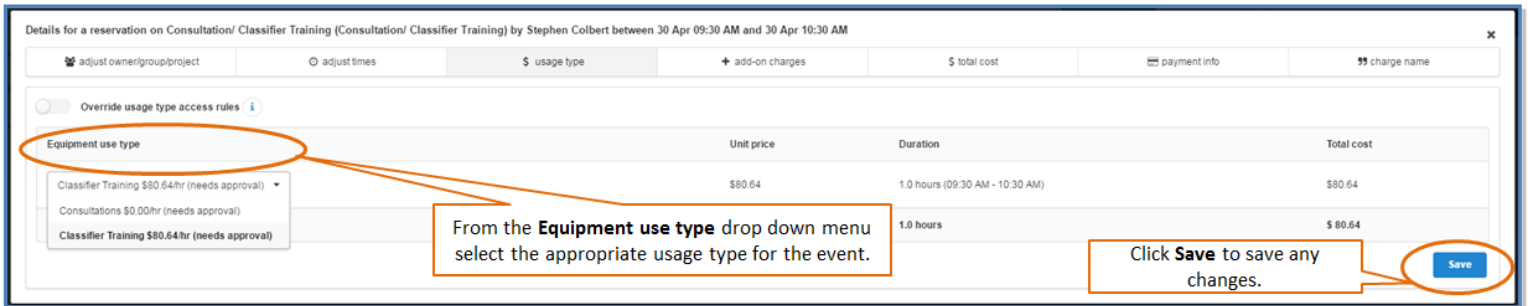 Details for a reservation on Consultation/ Classifier Training (Consultation/ Classifier Training) by Stephen Colbert between 30 Apr 09:30 AM and 30 Apr 10:30 AM
adjust owner/group/project adjust times $ usage type + add-on charges $ total cost payment info charge name
Override usage type access rules i
Equipment use type Unit price Duration Total cost
Classifier Training $80.64/hr (needs approval) $80.64 1.0 hours (09:30 AM - 10:30 AM) $80.64
Consultations $0.00/hr (needs approval)
Classifier Training $80.64/hr (needs approval) 1.0 hours $ 80.64
From the Equipment use type drop down menu
select the appropriate usage type for the event.
Click Save to save any
changes.
Save